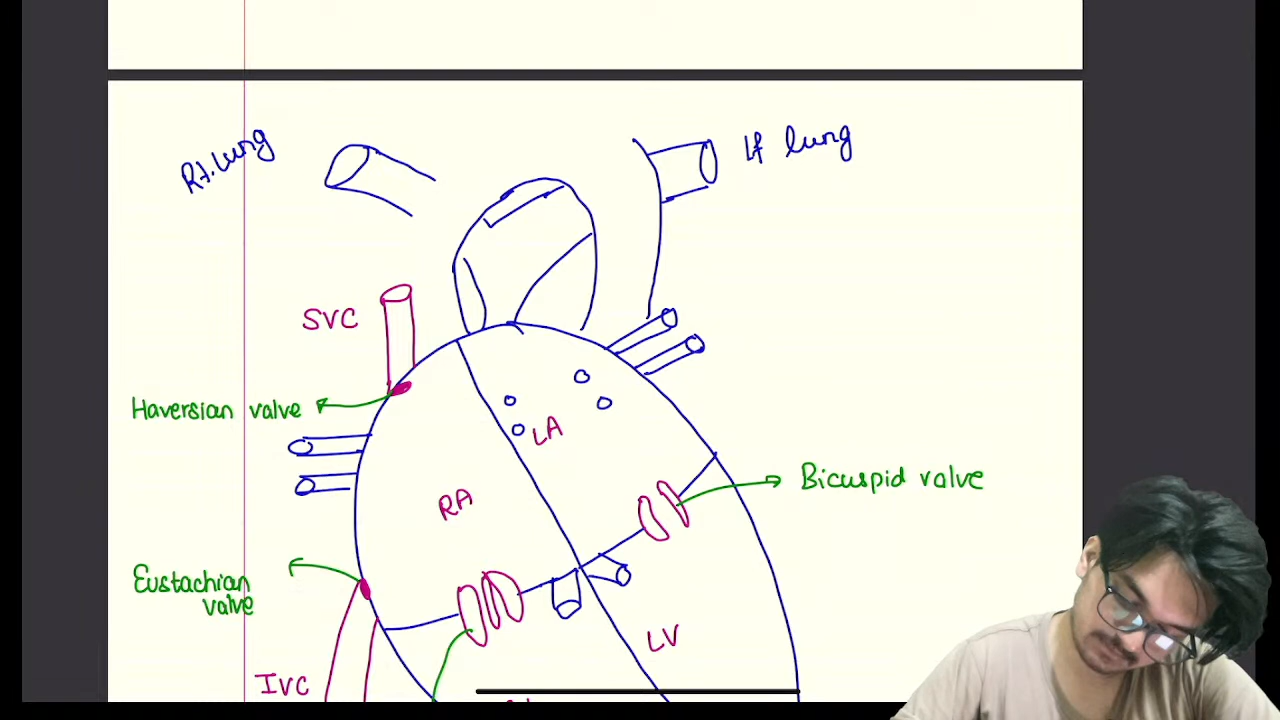 Rt. lung
lf lung
SVC
Haversian valve
LA
Bicuspid valve
RA
Eustachian
valve
LV
IVC